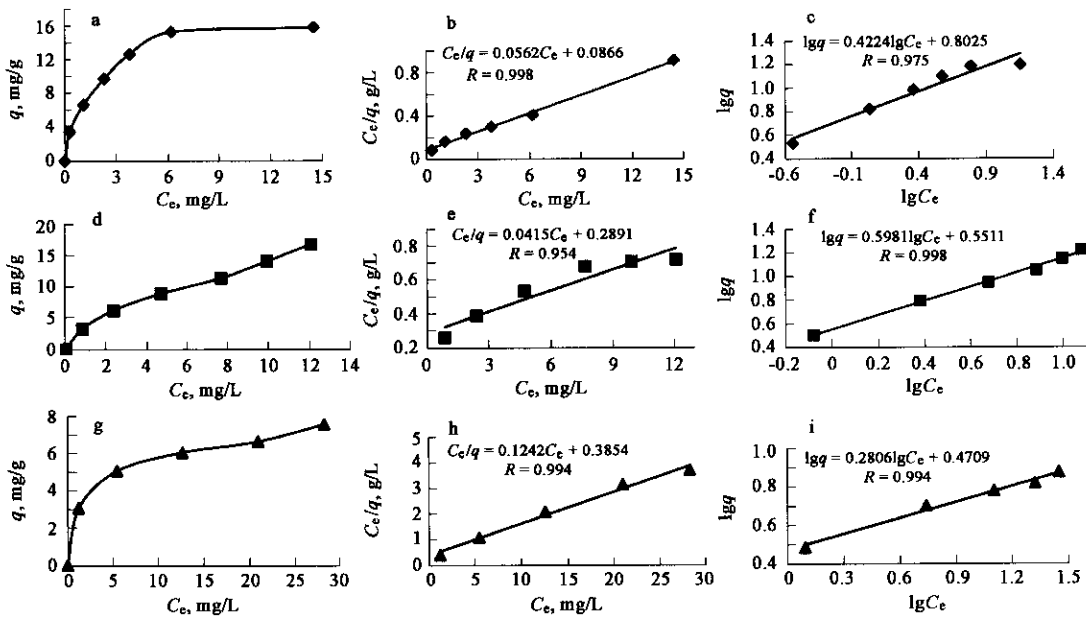 a
q, mg/g
16
12
8
4
0
0 3 6 9 12 15
Cₑ, mg/L
b
Cₑ/q = 0.0562Cₑ + 0.0866
R = 0.998
Cₑ/q, g/L
0.8
0.4
0
0 3 6 9 12 15
Cₑ, mg/L
c
lgq = 0.4224lgCₑ + 0.8025
R = 0.975
lgq
1.4
1.2
1.0
0.8
0.6
0.4
-0.6 -0.1 0.4 0.9 1.4
lgCₑ
d
q, mg/g
20
15
10
5
0
0 2 4 6 8 10 12 14
Cₑ, mg/L
e
Cₑ/q = 0.0415Cₑ + 0.2891
R = 0.954
Cₑ/q, g/L
0.8
0.6
0.4
0.2
0 3 6 9 12
Cₑ, mg/L
f
lgq = 0.5981lgCₑ + 0.5511
R = 0.998
lgq
1.4
1.2
1.0
0.8
0.6
0.4
-0.2 0 0.2 0.4 0.6 0.8 1.0
lgCₑ
g
q, mg/g
8
6
4
2
0
0 5 10 15 20 25 30
Cₑ, mg/L
h
Cₑ/q = 0.1242Cₑ + 0.3854
R = 0.994
Cₑ/q, g/L
5
4
3
2
1
0
0 5 10 15 20 25 30
Cₑ, mg/L
i
lgq = 0.2806lgCₑ + 0.4709
R = 0.994
lgq
1.0
0.8
0.6
0.4
0 0.3 0.6 0.9 1.2 1.5
lgCₑ